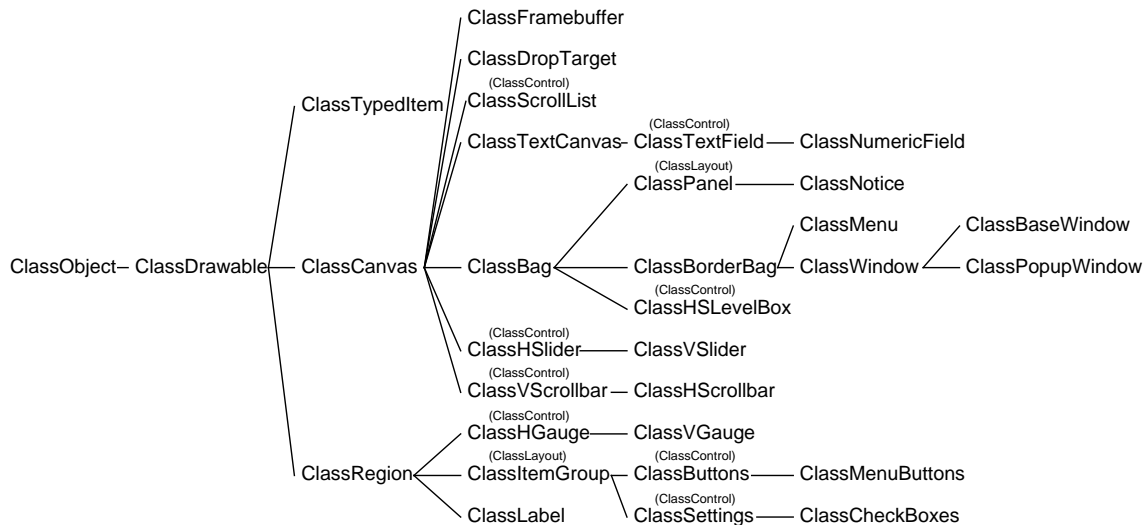 ClassFramebuffer
ClassDropTarget
(ClassControl)
ClassScrollList
ClassTypedItem
(ClassControl)
ClassTextCanvas ClassTextField ClassNumericField
(ClassLayout)
ClassPanel ClassNotice
ClassMenu ClassBaseWindow
ClassObject ClassDrawable ClassCanvas ClassBag ClassBorderBag ClassWindow ClassPopupWindow
(ClassControl)
ClassHSLevelBox
(ClassControl)
ClassHSlider ClassVSlider
(ClassControl)
ClassVScrollbar ClassHScrollbar
(ClassControl)
ClassHGauge ClassVGauge
(ClassLayout) (ClassControl)
ClassRegion ClassItemGroup ClassButtons ClassMenuButtons
(ClassControl)
ClassLabel ClassSettings ClassCheckBoxes